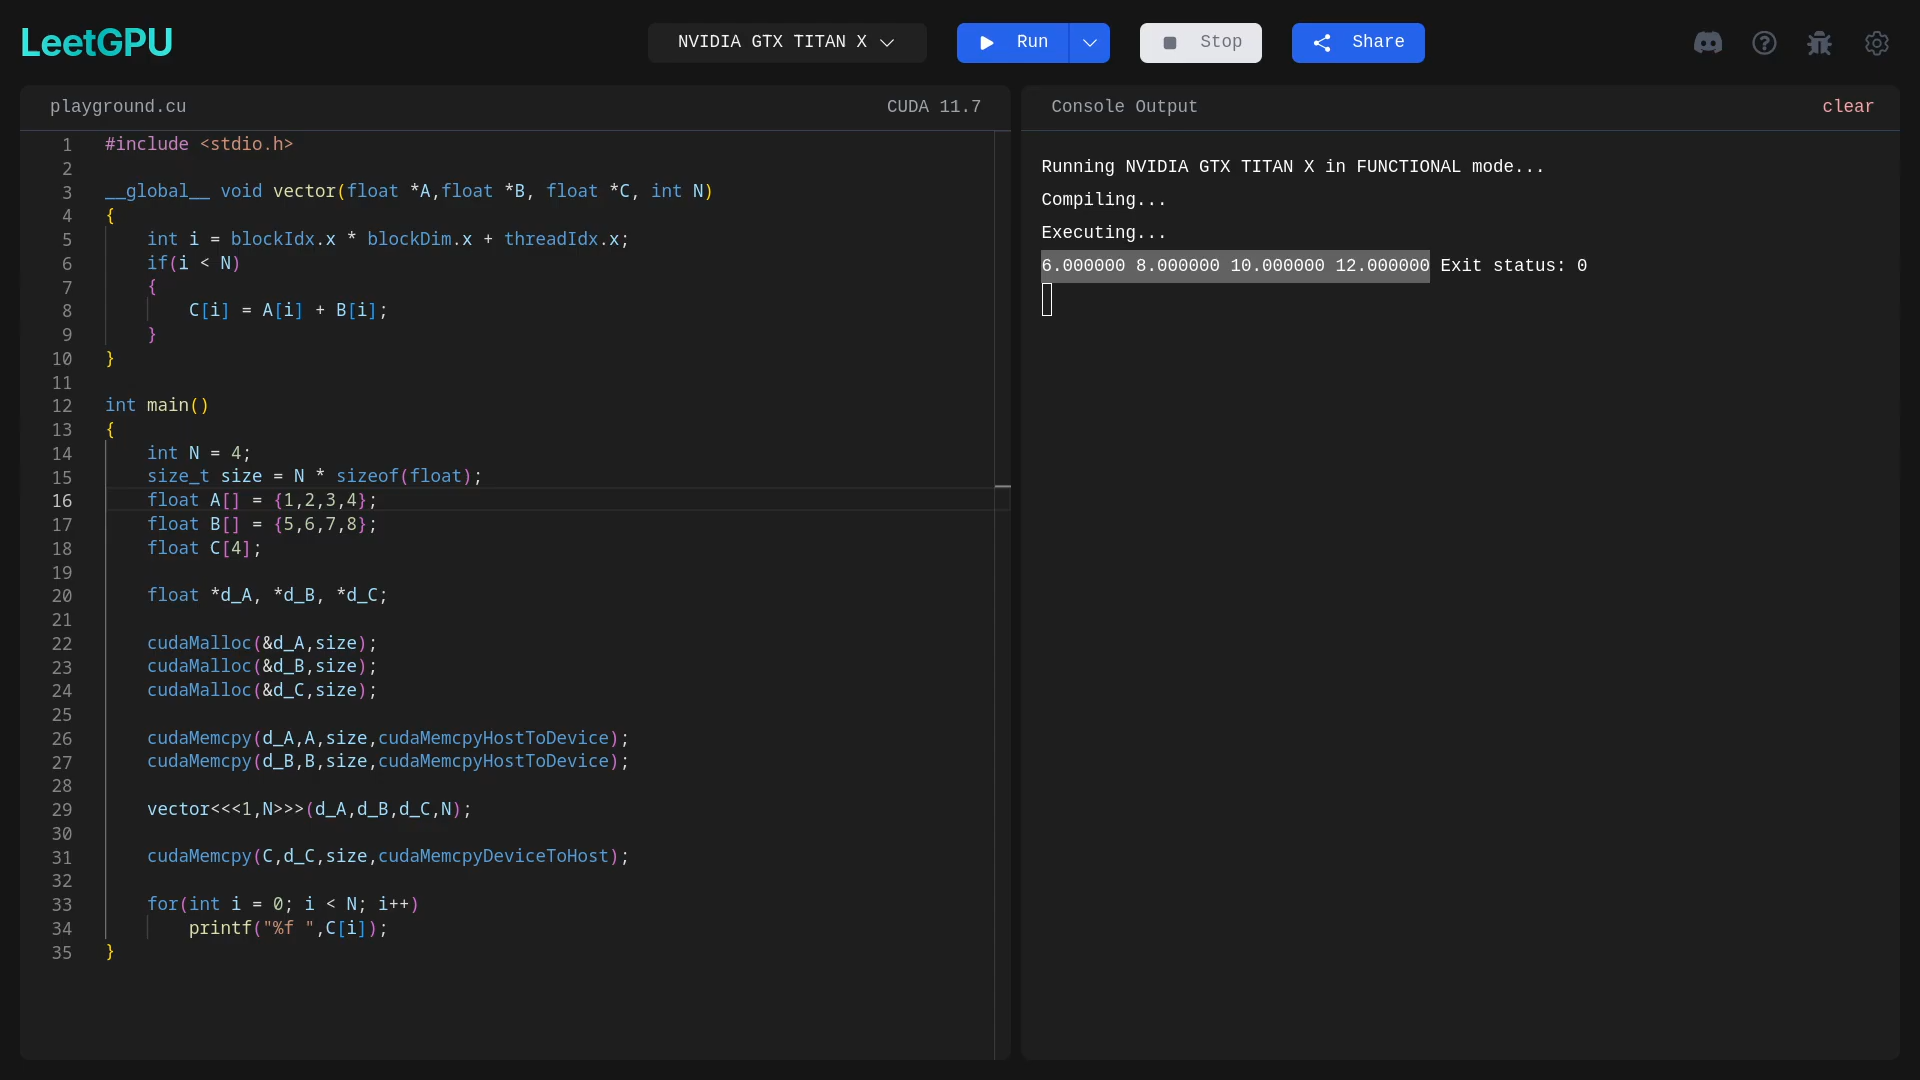 LeetGPU
NVIDIA GTX TITAN X
Run
Stop
Share
playground.cu
CUDA 11.7
1 #include <stdio.h>
2
3 __global__ void vector(float *A,float *B, float *C, int N)
4 {
5     int i = blockIdx.x * blockDim.x + threadIdx.x;
6     if(i < N)
7     {
8         C[i] = A[i] + B[i];
9     }
10 }
11
12 int main()
13 {
14     int N = 4;
15     size_t size = N * sizeof(float);
16     float A[] = {1,2,3,4};
17     float B[] = {5,6,7,8};
18     float C[4];
19
20     float *d_A, *d_B, *d_C;
21
22     cudaMalloc(&d_A,size);
23     cudaMalloc(&d_B,size);
24     cudaMalloc(&d_C,size);
25
26     cudaMemcpy(d_A,A,size,cudaMemcpyHostToDevice);
27     cudaMemcpy(d_B,B,size,cudaMemcpyHostToDevice);
28
29     vector<<<1,N>>>(d_A,d_B,d_C,N);
30
31     cudaMemcpy(C,d_C,size,cudaMemcpyDeviceToHost);
32
33     for(int i = 0; i < N; i++)
34         printf("%f ",C[i]);
35 }
Console Output
clear
Running NVIDIA GTX TITAN X in FUNCTIONAL mode...
Compiling...
Executing...
6.000000 8.000000 10.000000 12.000000 Exit status: 0